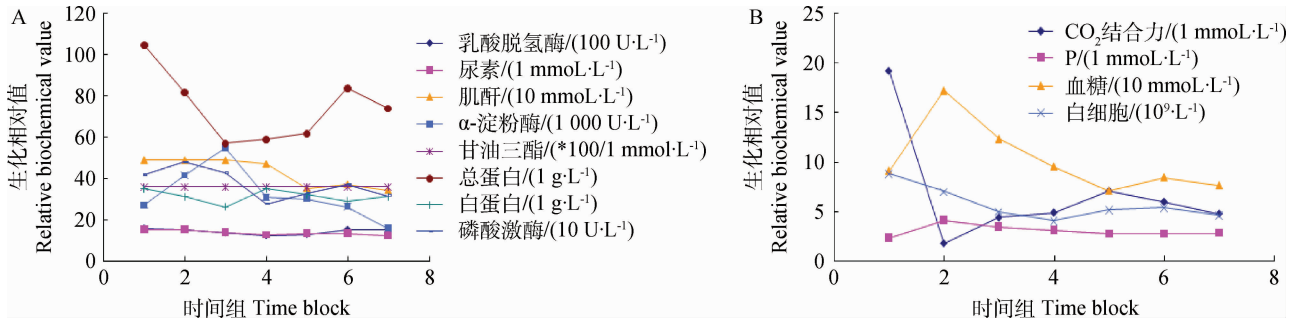 A
120
100
80
60
40
20
0
0
2
4
6
8
生化相对值
Relative biochemical value
时间组 Time block
乳酸脱氢酶/(100 U·L⁻¹)
尿素/(1 mmoL·L⁻¹)
肌酐/(10 mmoL·L⁻¹)
α-淀粉酶/(1 000 U·L⁻¹)
甘油三酯/(*100/1 mmol·L⁻¹)
总蛋白/(1 g·L⁻¹)
白蛋白/(1 g·L⁻¹)
磷酸激酶/(10 U·L⁻¹)
B
25
20
15
10
5
0
0
2
4
6
8
生化相对值
Relative biochemical value
时间组 Time block
CO₂结合力/(1 mmoL·L⁻¹)
P/(1 mmoL·L⁻¹)
血糖/(10 mmoL·L⁻¹)
白细胞/(10⁹·L⁻¹)